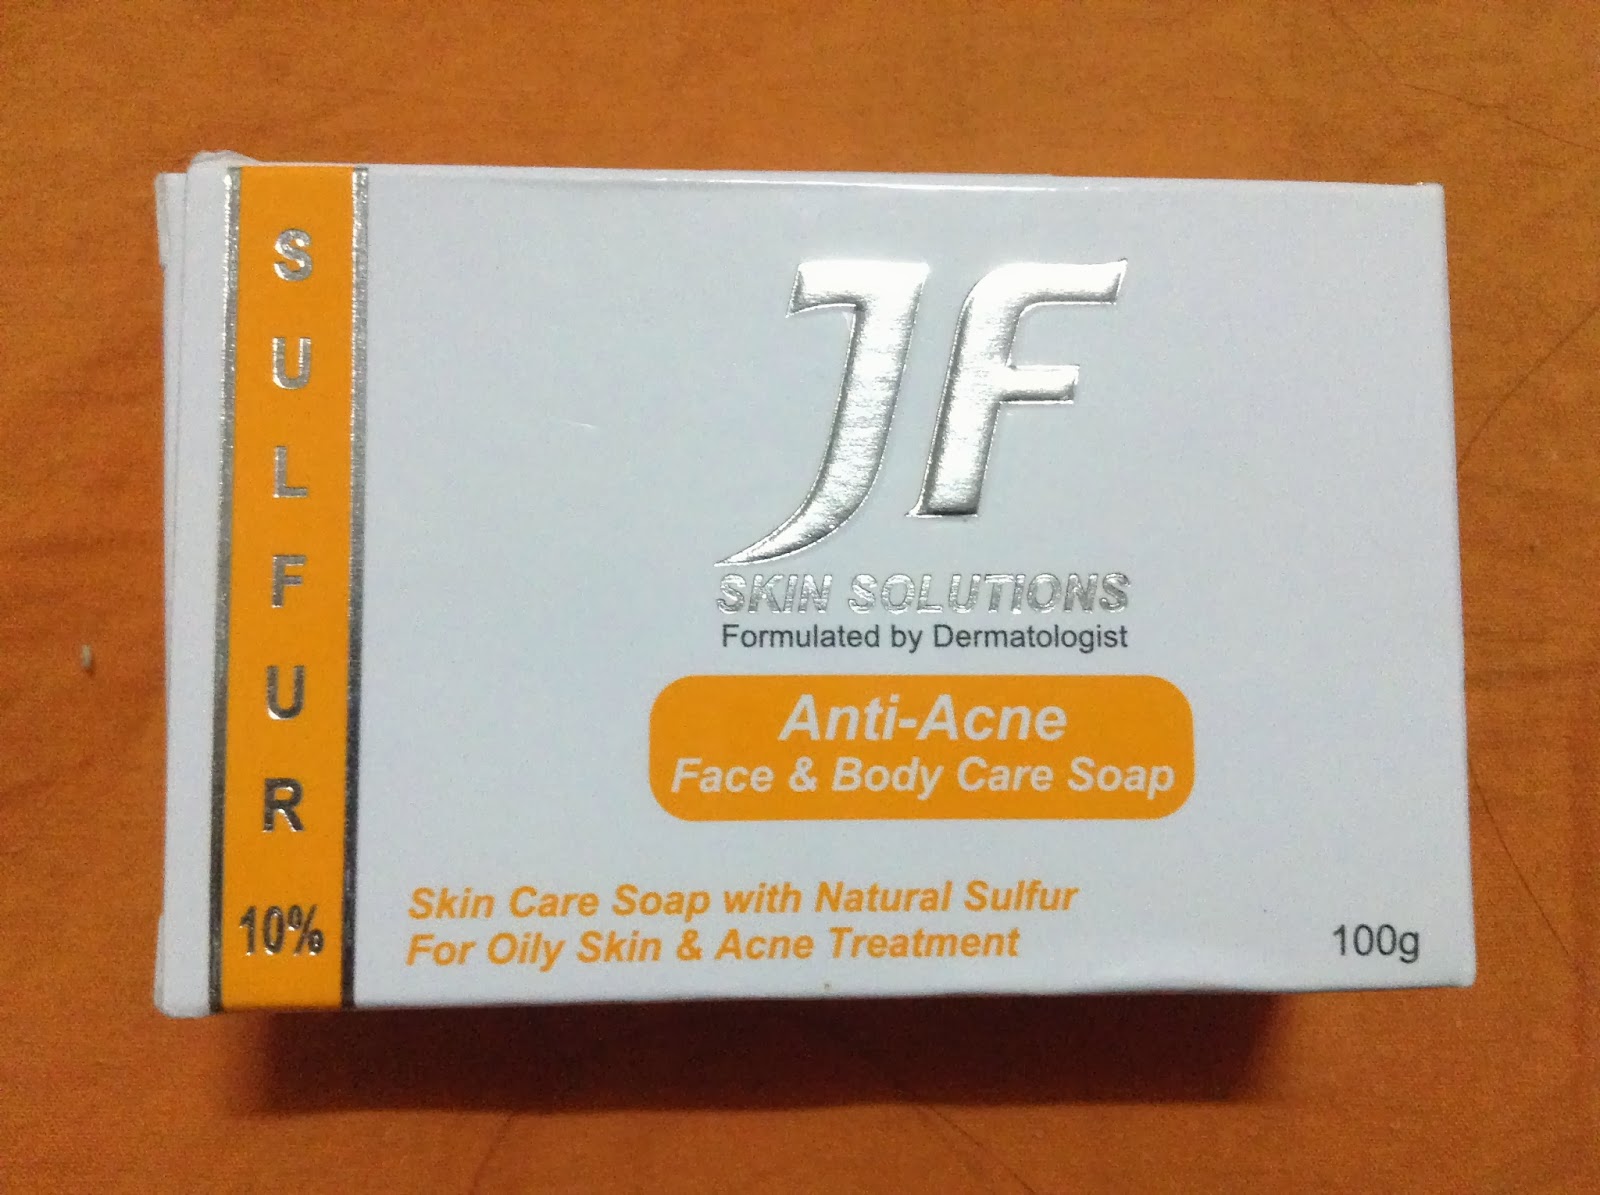 SULFUR
10%
JF
SKIN SOLUTIONS
Formulated by Dermatologist
Anti-Acne
Face & Body Care Soap
Skin Care Soap with Natural Sulfur
For Oily Skin & Acne Treatment
100g